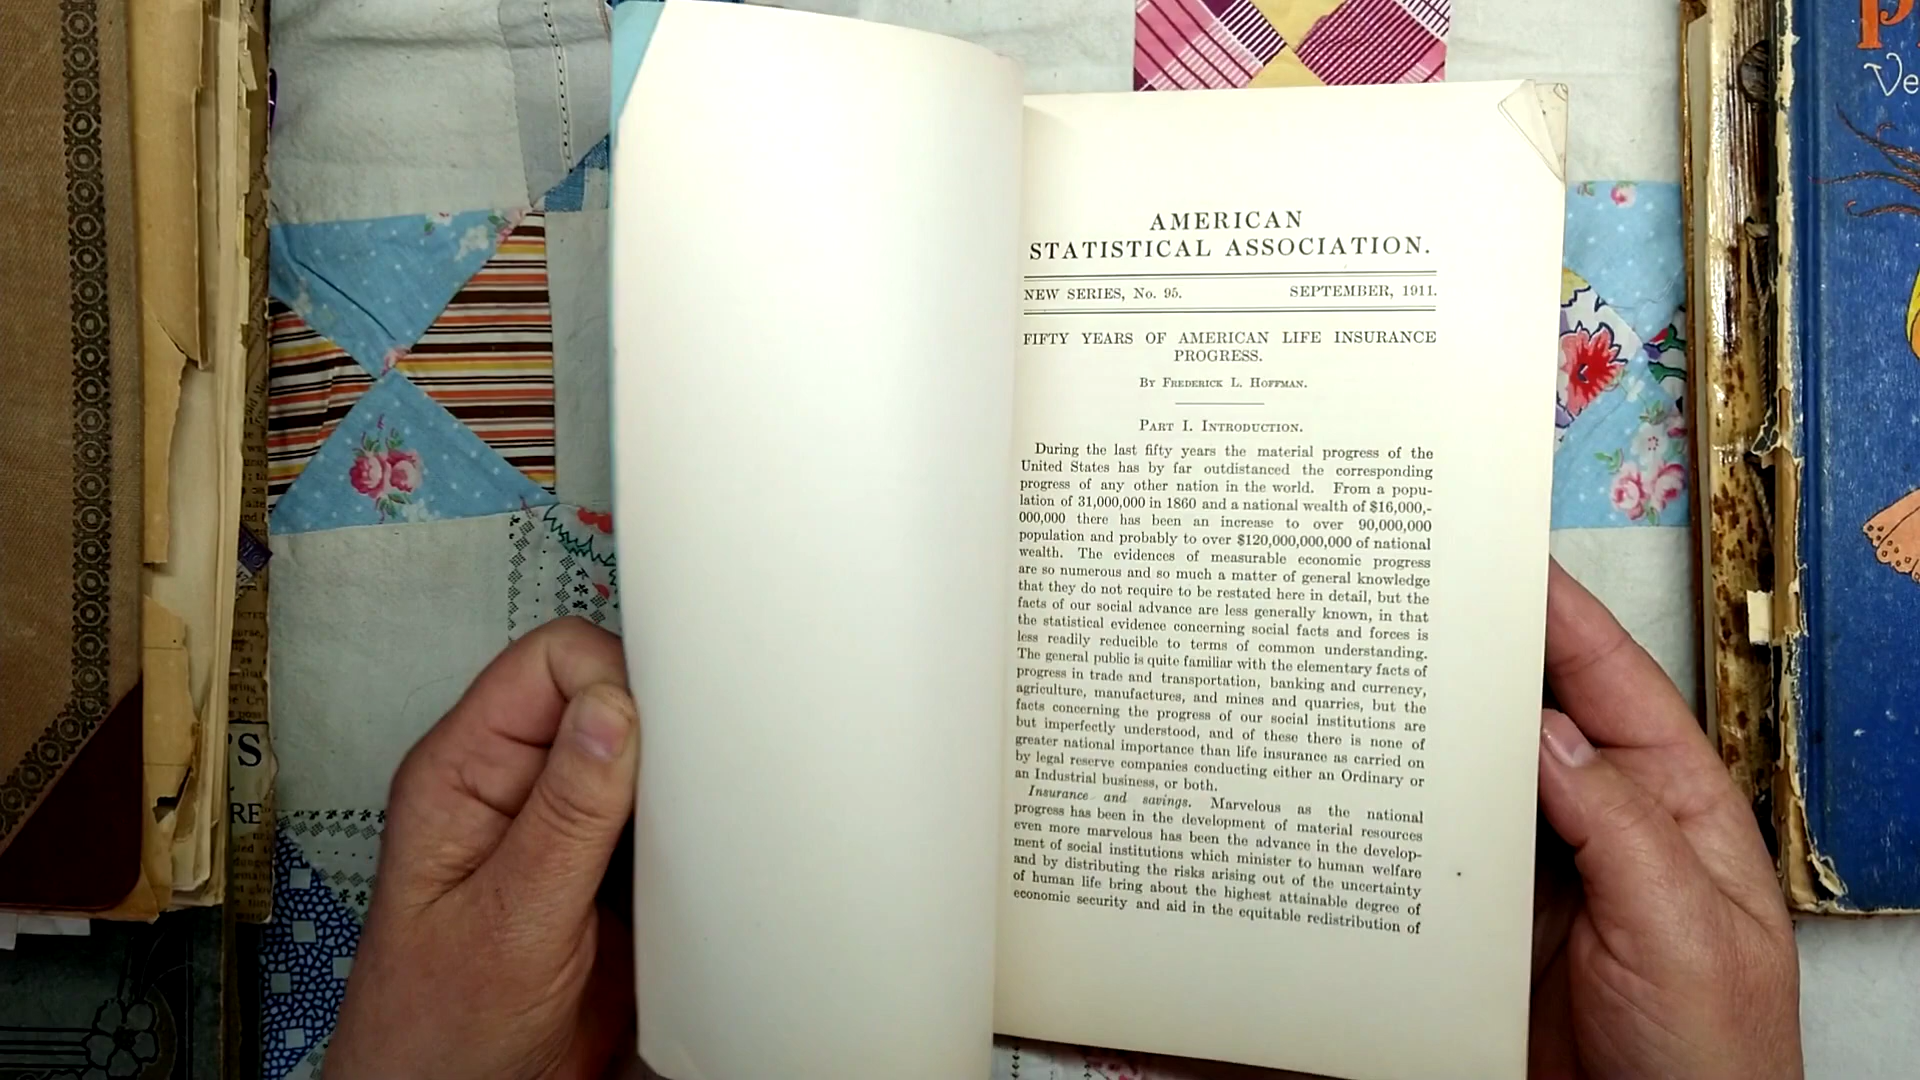 AMERICAN
STATISTICAL ASSOCIATION.
NEW SERIES, No. 95. SEPTEMBER, 1911.
FIFTY YEARS OF AMERICAN LIFE INSURANCE
PROGRESS.
By Frederick L. Hoffman.
Part I. Introduction.
During the last fifty years the material progress of the
United States has by far outdistanced the corresponding
progress of any other nation in the world. From a popu-
lation of 31,000,000 in 1860 and a national wealth of $16,000,-
000,000 there has been an increase to over 90,000,000
population and probably to over $120,000,000,000 of national
wealth. The evidences of measurable economic progress
are so numerous and so much a matter of general knowledge
that they do not require to be restated here in detail, but the
facts of our social advance are less generally known, in that
the statistical evidence concerning social facts and forces is
less readily reducible to terms of common understanding.
The general public is quite familiar with the elementary facts of
progress in trade and transportation, banking and currency,
agriculture, manufactures, and mines and quarries, but the
facts concerning the progress of our social institutions are
but imperfectly understood, and of these there is none of
greater national importance than life insurance as carried on
by legal reserve companies conducting either an Ordinary or
an Industrial business, or both.
Insurance and savings. Marvelous as the national
progress has been in the development of material resources
even more marvelous has been the advance in the develop-
ment of social institutions which minister to human welfare
and by distributing the risks arising out of the uncertainty
of human life bring about the highest attainable degree of
economic security and aid in the equitable redistribution of
'S
RE"
Ve